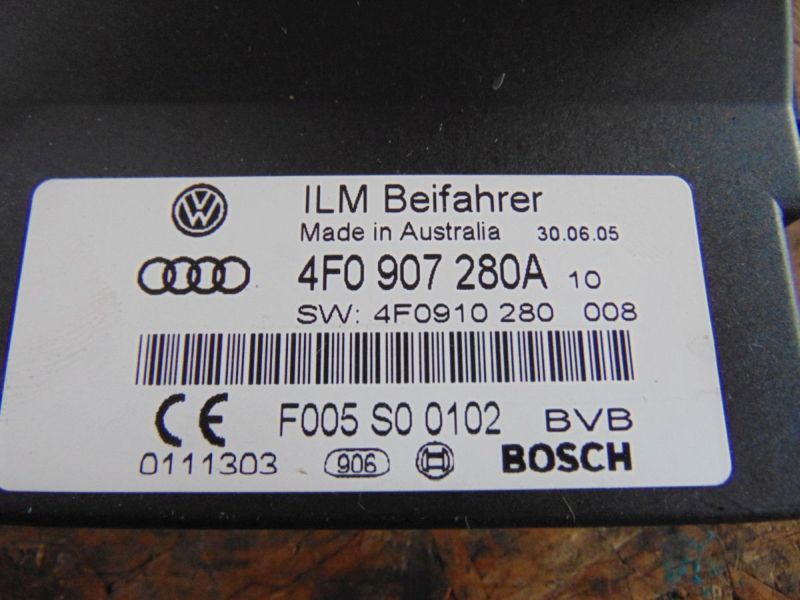 ILM Beifahrer
Made in Australia 30.06.05
4F0 907 280A 10
SW: 4F0910 280 008
CE F005 S0 0102 BVB
0111303 906 BOSCH